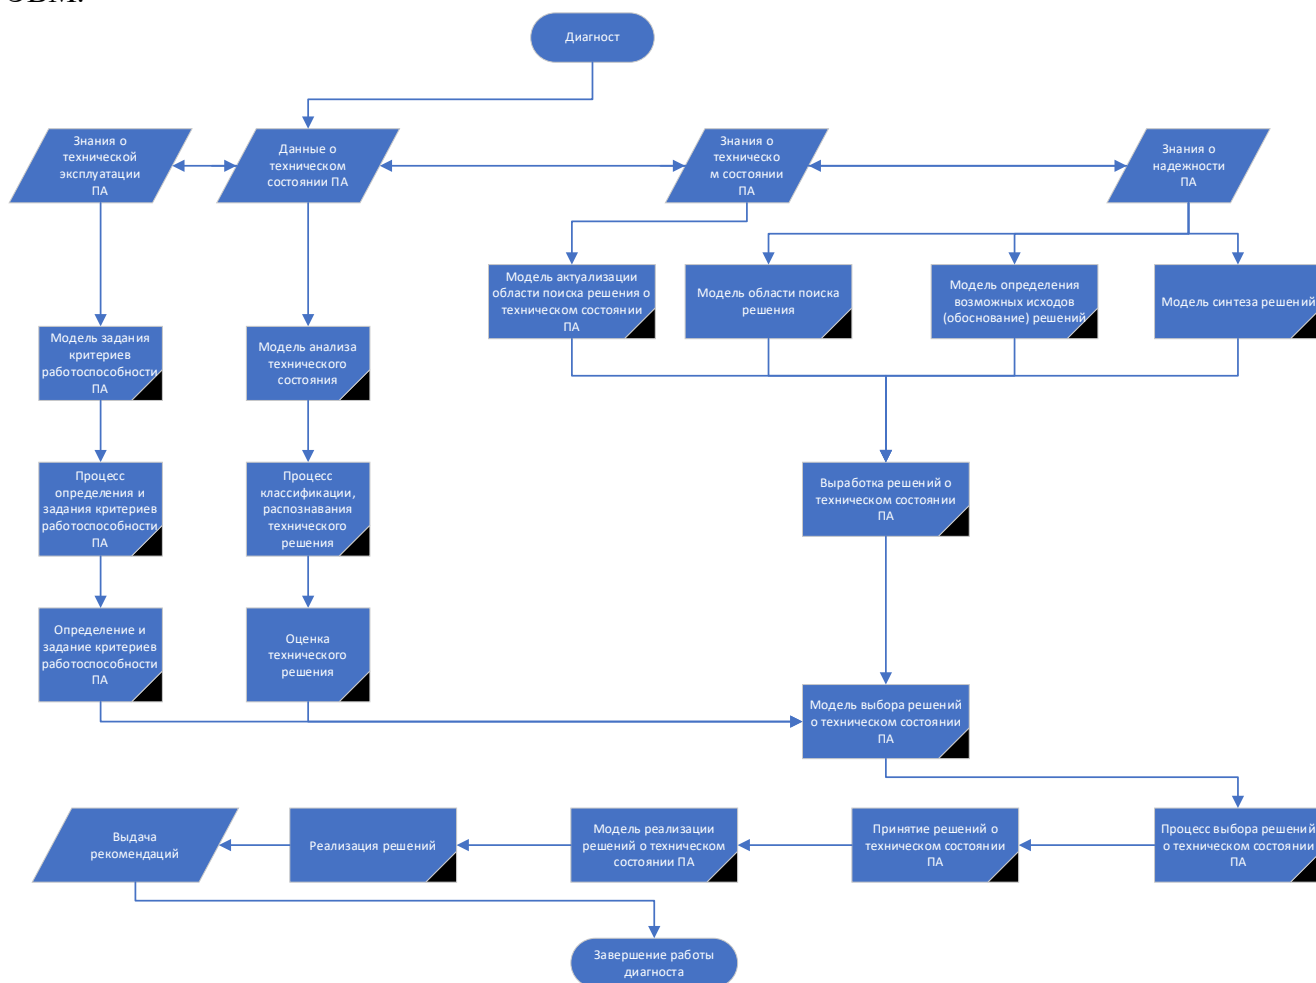 ОВМ.
Диагност
Знания о
технической
эксплуатации
ПА
Данные о
техническом
состоянии ПА
Знания о
техническо
м состоянии
ПА
Знания о
надежности
ПА
Модель актуализации
области поиска решения о
техническом состоянии
ПА
Модель области поиска
решения
Модель определения
возможных исходов
(обоснование) решений
Модель синтеза решений
Модель задания
критериев
работоспособности
ПА
Модель анализа
технического
состояния
Процесс
определения и
задания критериев
работоспособности
ПА
Процесс
классификации,
распознавания
технического
решения
Выработка решений о
техническом состоянии
ПА
Определение и
задание критериев
работоспособности
ПА
Оценка
технического
решения
Модель выбора решений
о техническом состоянии
ПА
Выдача
рекомендаций
Реализация решений
Модель реализации
решений о техническом
состоянии ПА
Принятие решений о
техническом состоянии
ПА
Процесс выбора решений
о техническом состоянии
ПА
Завершение работы
диагноста